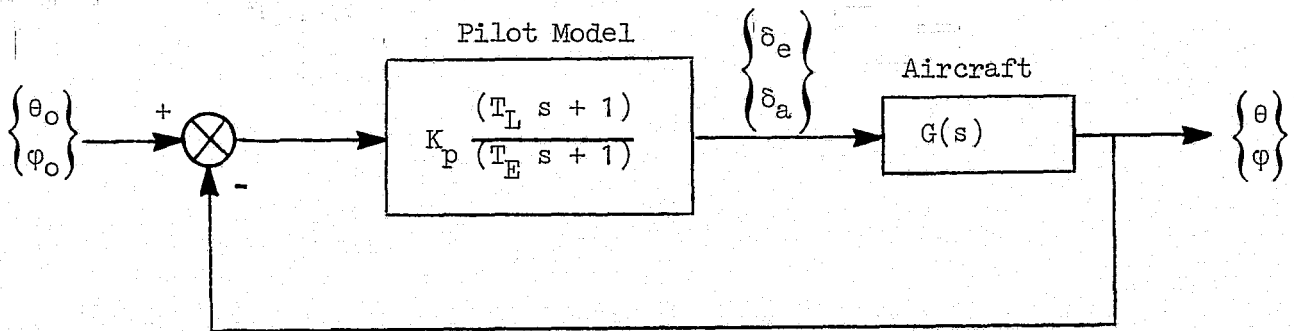 Pilot Model
{δe δa}
Aircraft
{θo φo}
+
Kp (TL s + 1)
(TE s + 1)
G(s)
{θ φ}
-